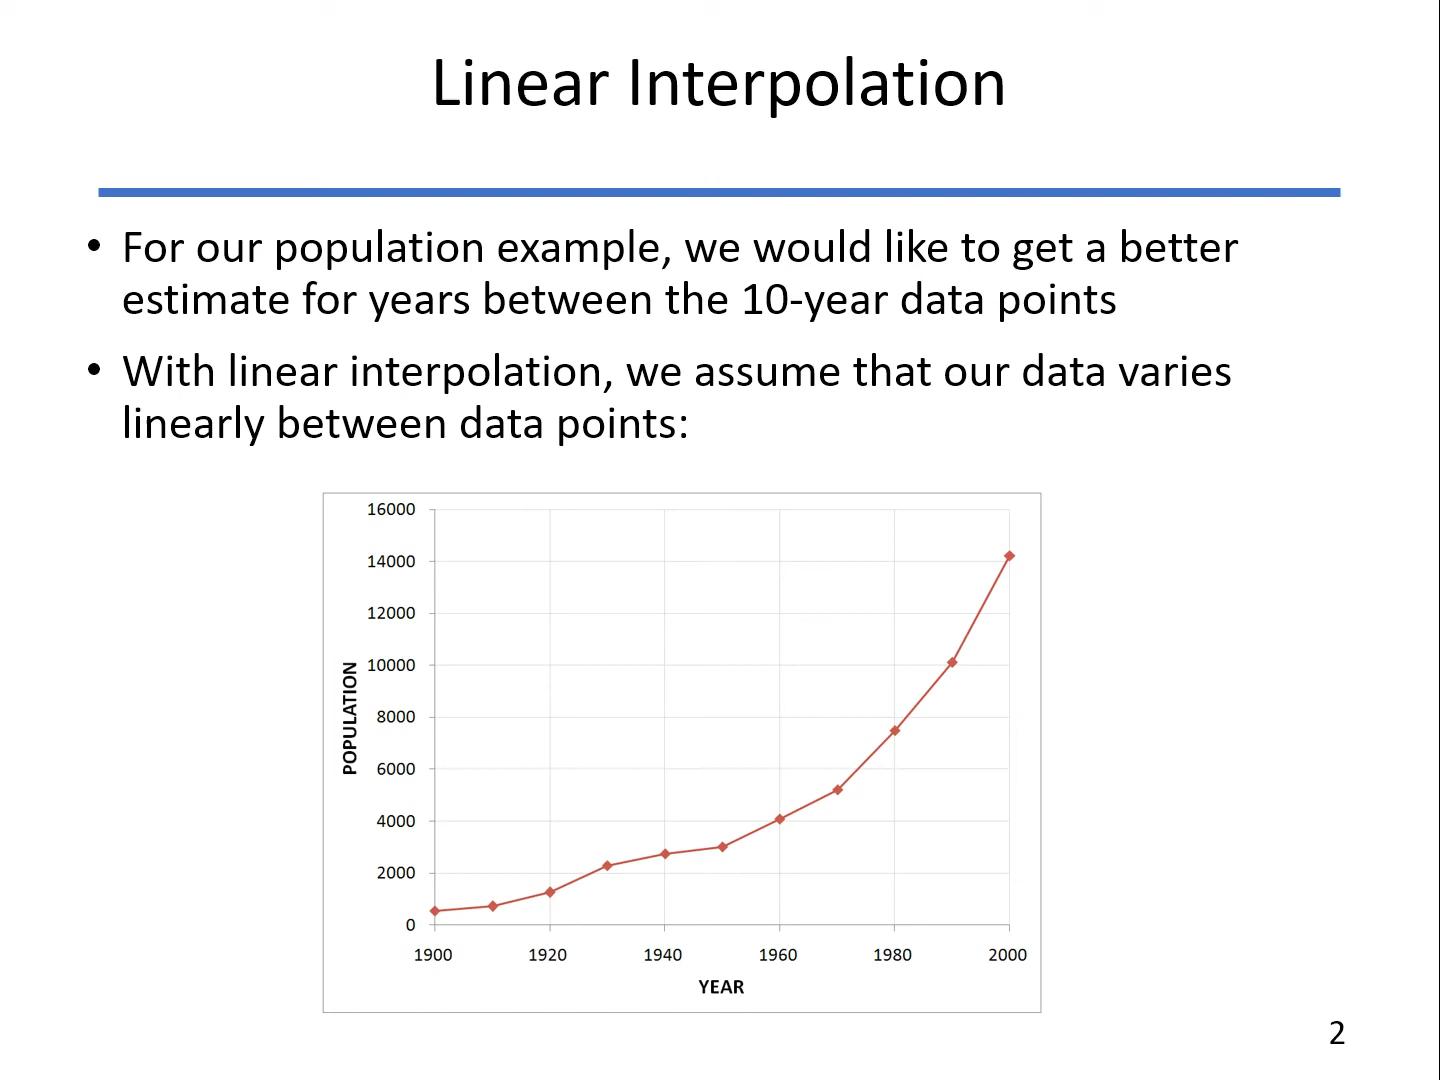 Linear Interpolation
• For our population example, we would like to get a better
estimate for years between the 10-year data points
• With linear interpolation, we assume that our data varies
linearly between data points:
16000
14000
12000
10000
8000
6000
4000
2000
0
POPULATION
1900 1920 1940 1960 1980 2000
YEAR
2